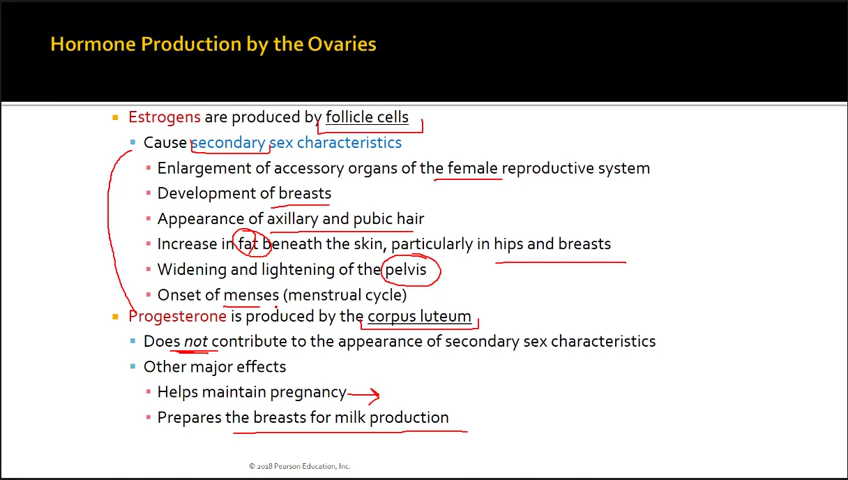 Hormone Production by the Ovaries
Estrogens are produced by follicle cells
Cause secondary sex characteristics
Enlargement of accessory organs of the female reproductive system
Development of breasts
Appearance of axillary and pubic hair
Increase in fat beneath the skin, particularly in hips and breasts
Widening and lightening of the pelvis
Onset of menses (menstrual cycle)
Progesterone is produced by the corpus luteum
Does not contribute to the appearance of secondary sex characteristics
Other major effects
Helps maintain pregnancy
Prepares the breasts for milk production
© 2018 Pearson Education, Inc.